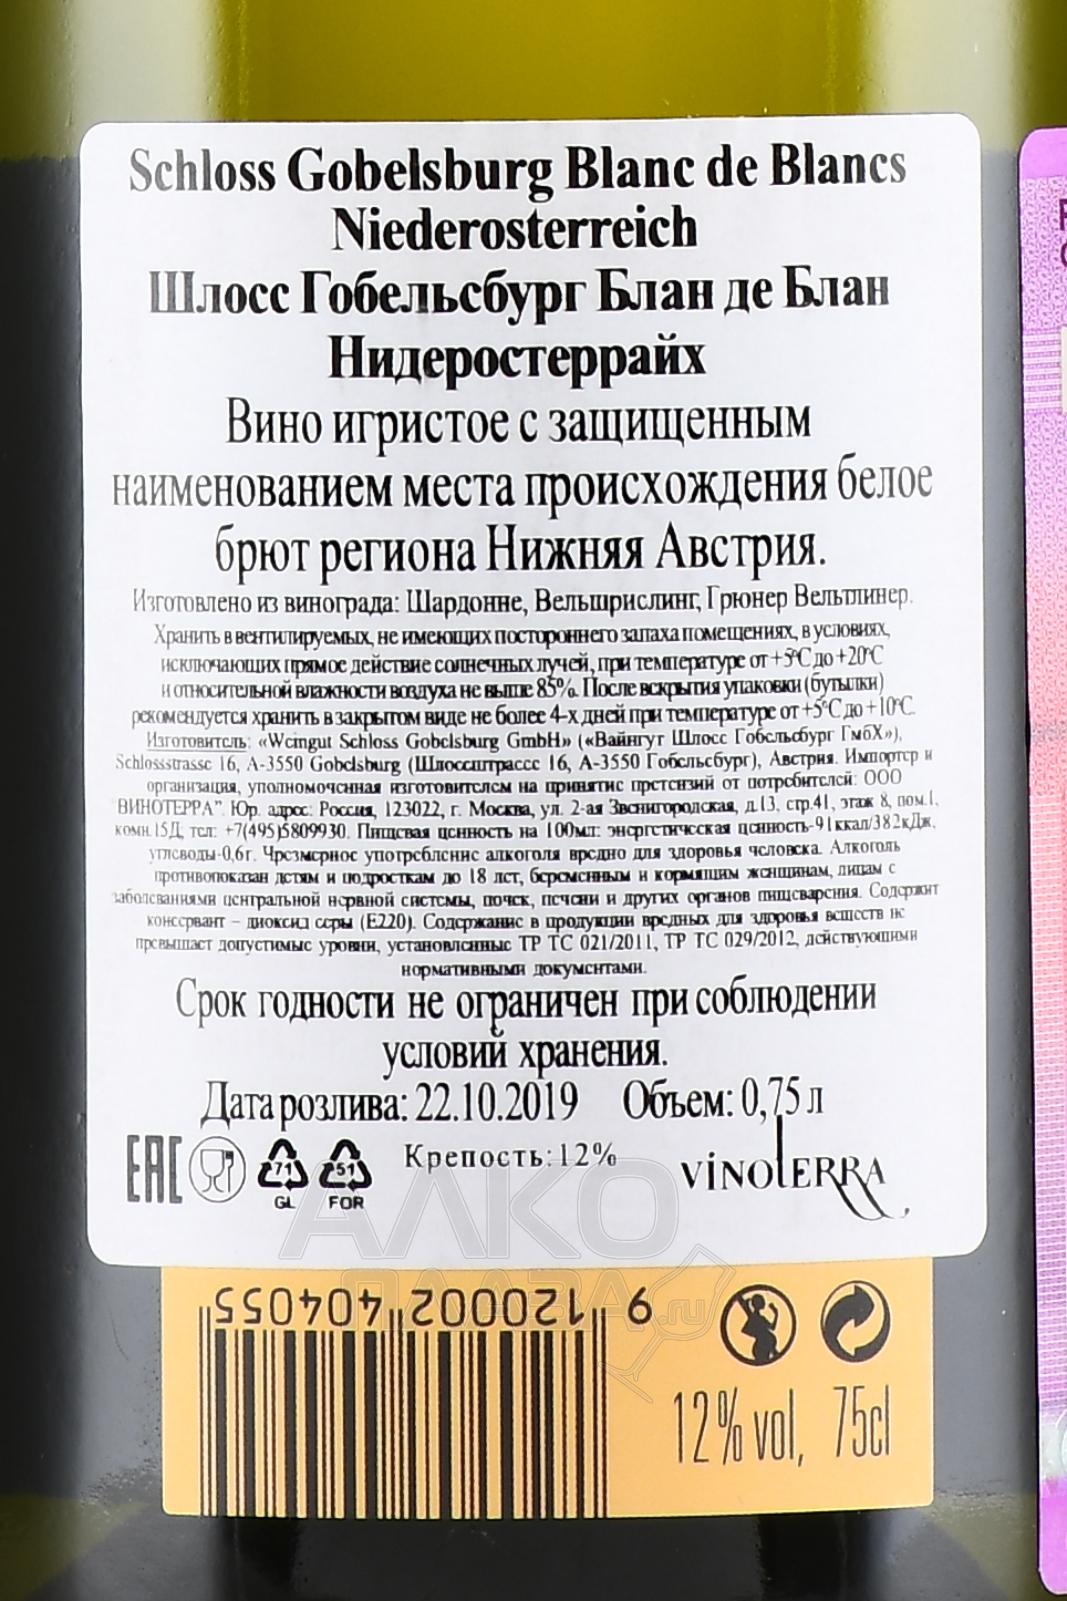 Schloss Gobelsburg Blanc de Blancs
Niederosterreich
Шлосс Гобельсбург Блан де Блан
Нидеростеррайх
Вино игристое с защищенным
наименованием места происхождения белое
брют региона Нижняя Австрия.
Изготовлено из винограда: Шардонне, Вельшрислинг, Грюнер Вельтлинер.
Хранить в вентилируемых, не имеющих постороннего запаха помещениях, в условиях,
исключающих прямое действие солнечных лучей, при температуре от +5°С до +20°С
и относительной влажности воздуха не выше 85%. После вскрытия упаковки (бутылки)
рекомендуется хранить в закрытом виде не более 4-х дней при температуре от +5°С до +10°С.
Изготовитель: «Weingut Schloss Gobelsburg GmbH» («Вайнгут Шлосс Гобельсбург ГмбХ»),
Schlossstrasse 16, A-3550 Gobelsburg (Шлоссштрассе 16, А-3550 Гобельсбург), Австрия. Импортер и
организация, уполномоченная изготовителем на принятие претензий от потребителей: ООО
"ВИНОТЕРРА" Юр. адрес: Россия, 123022, г. Москва, ул. 2-ая Звенигородская, д.13, стр.41, этаж 8, пом.I,
комн.15Д, тел: +7(495)5809930. Пищевая ценность на 100мл: энергетическая ценность-91ккал/382кДж,
углеводы-0,6г. Чрезмерное употребление алкоголя вредно для здоровья человека. Алкоголь
противопоказан детям и подросткам до 18 лет, беременным и кормящим женщинам, лицам с
заболеваниями центральной нервной системы, почек, печени и других органов пищеварения. Содержит
консервант – диоксид серы (Е220). Содержание в продукции вредных для здоровья веществ не
превышает допустимые уровни, установленные ТР ТС 021/2011, ТР ТС 029/2012, действующими
нормативными документами.
Срок годности не ограничен при соблюдении
условий хранения.
Дата розлива: 22.10.2019 Объем: 0,75 л
EAC 71 GL 51 FOR Крепость:12% VINOTERRA
АЛКО
ПЛАЗА.ru
9 120002 404055
12% vol, 75cl